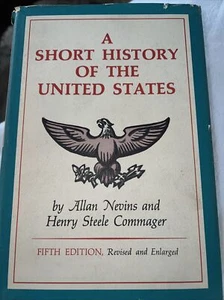 A
SHORT HISTORY
OF THE
UNITED STATES
by Allan Nevins and
Henry Steele Commager
FIFTH EDITION, Revised and Enlarged